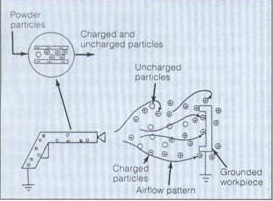 Powder
particles
Charged and
uncharged particles
Uncharged
particles
Charged
particles
Airflow pattern
Grounded
workpiece